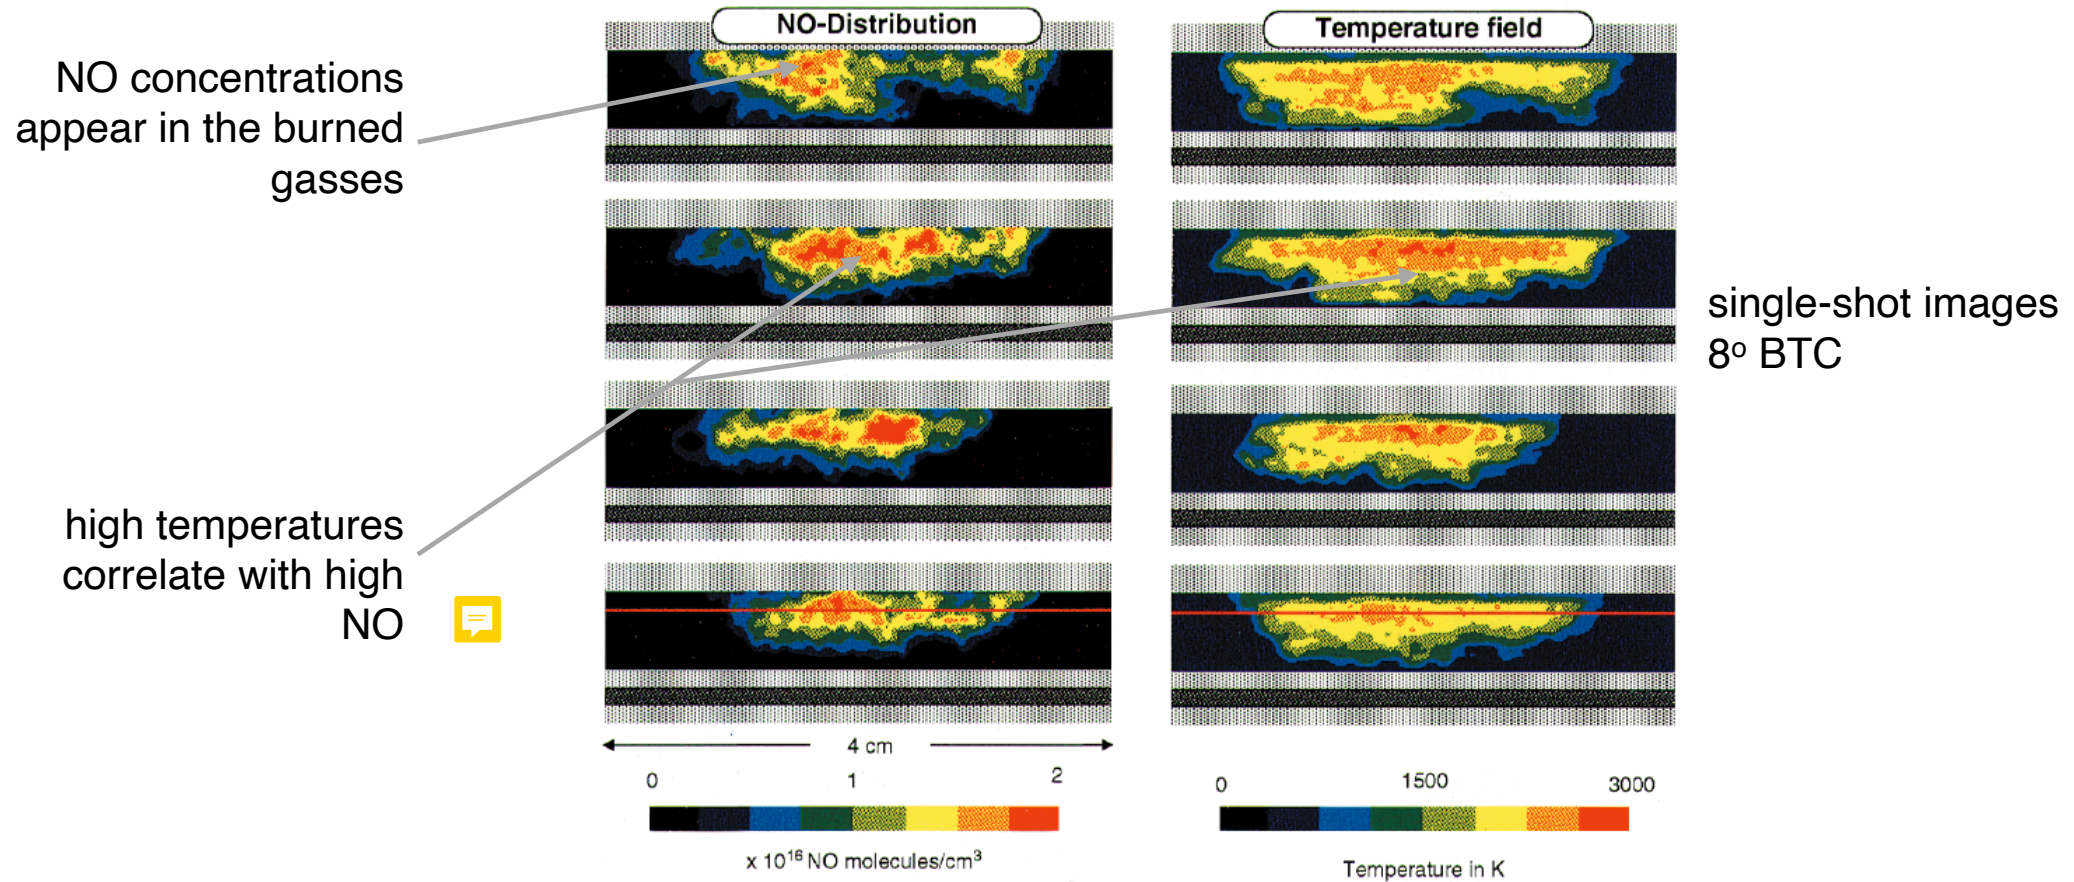 NO-Distribution
Temperature field
NO concentrations
appear in the burned
gasses
single-shot images
8º BTC
high temperatures
correlate with high
NO
4 cm
0 1 2
x 10¹⁶ NO molecules/cm³
0 1500 3000
Temperature in K